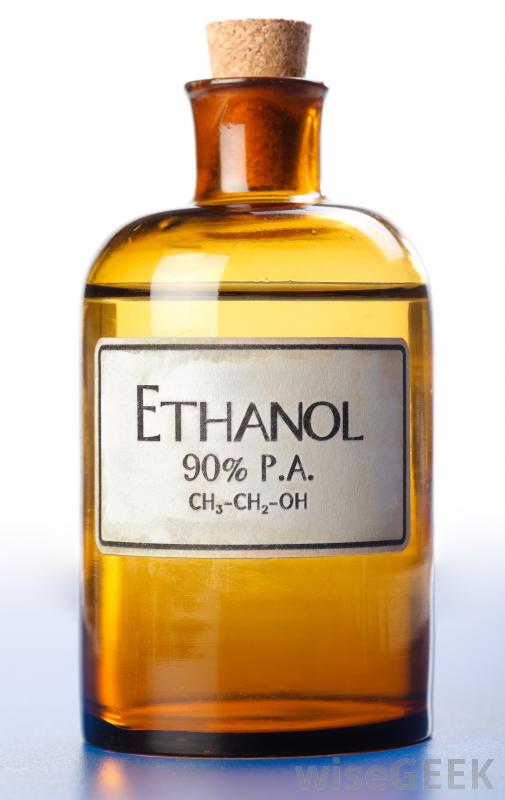 ETHANOL
90% P.A.
CH₃-CH₂-OH
wiseGEEK